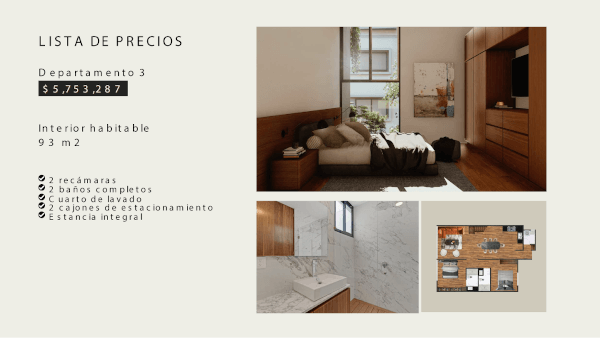 LISTA DE PRECIOS
Departamento 3
$5,753,287
Interior habitable
93 m2
2 recámaras
2 baños completos
Cuarto de lavado
2 cajones de estacionamiento
Estancia integral